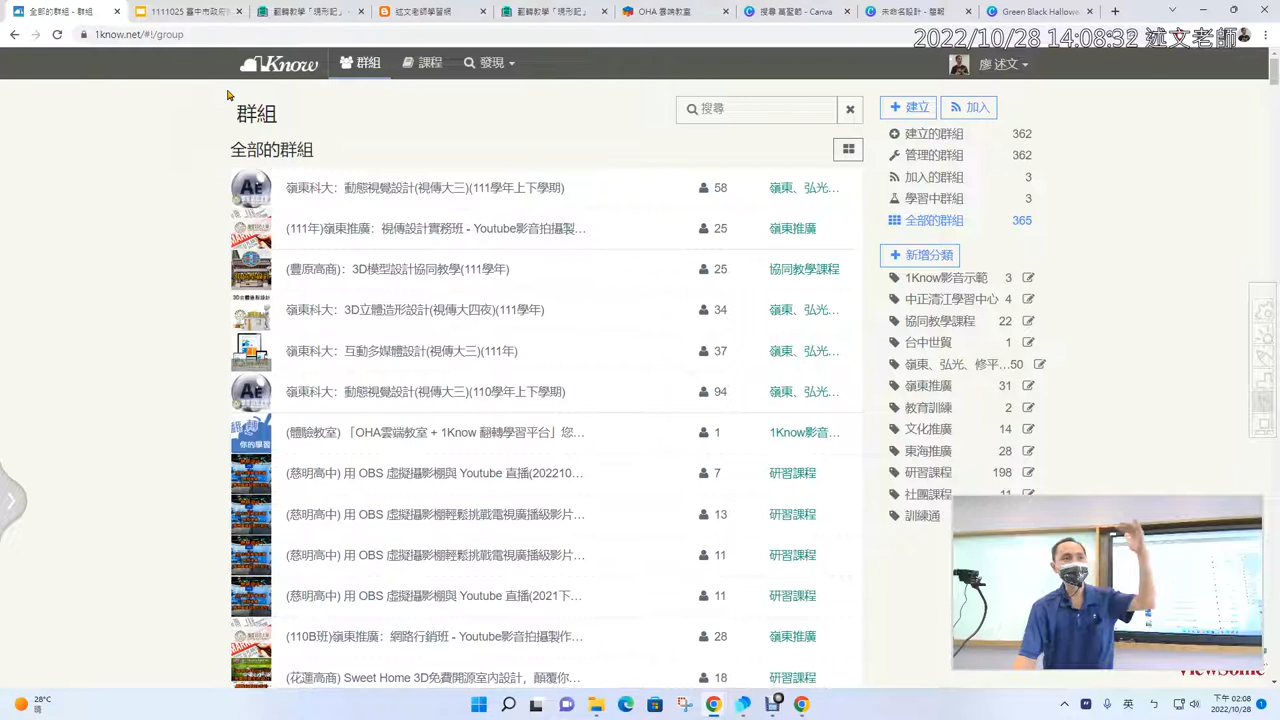 全部的群組 - 群組
1111025 嘉中市政府
翻轉教學「塊形記」
述文老師學習網
翻轉教學「塊形記」
OHA 雲端教室
搜尋 萬聖節 - Canva
未命名設計 - 簡報
Green Black Hallowe
1know.net/#!/group
2022/10/28 14:08:32 述文老師
1Know
群組
課程
發現
廖 述文
群組
搜尋
建立
加入
全部的群組
建立的群組 362
管理的群組 362
加入的群組 3
學習中群組 3
全部的群組 365
新增分類
1Know影音示範 3
中正清江學習中心 4
協同教學課程 22
台中世貿 1
嶺東、弘光、修平...50
嶺東推廣 31
教育訓練 2
文化推廣 14
東海推廣 28
研習課程 198
社團課程 11
嶺東科大：動態視覺設計(視傳大三)(111學年上下學期) 58 嶺東、弘光...
(111年)嶺東推廣：視傳設計實務班 - Youtube影音拍攝製... 25 嶺東推廣
(豐原高商)：3D模型設計協同教學(111學年) 25 協同教學課程
嶺東科大：3D立體造形設計(視傳大四夜)(111學年) 34 嶺東、弘光...
嶺東科大：互動多媒體設計(視傳大三)(111年) 37 嶺東、弘光...
嶺東科大：動態視覺設計(視傳大三)(110學年上下學期) 94 嶺東、弘光...
(體驗教室)「OHA雲端教室 + 1Know 翻轉學習平台」您... 1 1Know影音...
(慈明高中) 用 OBS 虛擬攝影機與 Youtube 直播(202210... 7 研習課程
(慈明高中) 用 OBS 虛擬攝影機輕鬆挑戰電視廣播級影片... 13 研習課程
(慈明高中) 用 OBS 虛擬攝影機輕鬆挑戰電視廣播級影片... 11 研習課程
(慈明高中) 用 OBS 虛擬攝影機與 Youtube 直播(2021下... 11 研習課程
(110B班)嶺東推廣：網路行銷班 - Youtube影音拍攝製作... 28 嶺東推廣
(花蓮高商) Sweet Home 3D免費開源室內設計，顛覆你... 18 研習課程
AE
你的學習
ViewSonic
28°C
晴
英
下午 02:08
2022/10/28